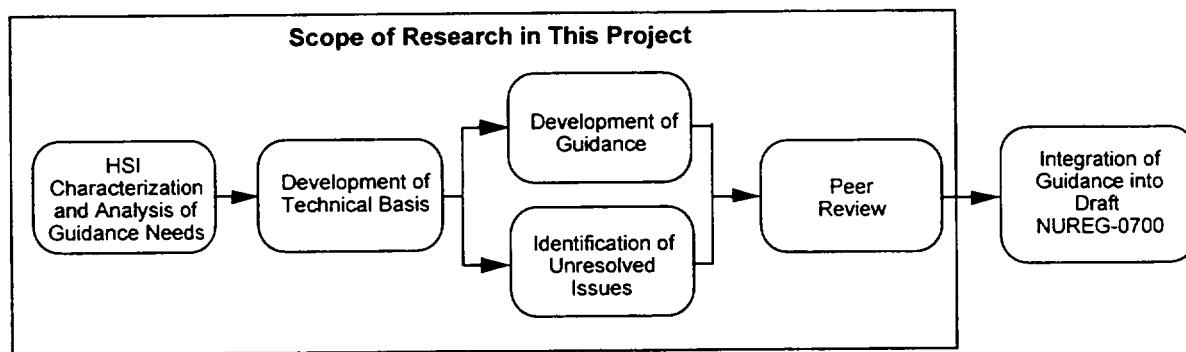 Scope of Research in This Project
HSI
Characterization
and Analysis of
Guidance Needs
Development of
Technical Basis
Development of
Guidance
Identification of
Unresolved
Issues
Peer
Review
Integration of
Guidance into
Draft
NUREG-0700